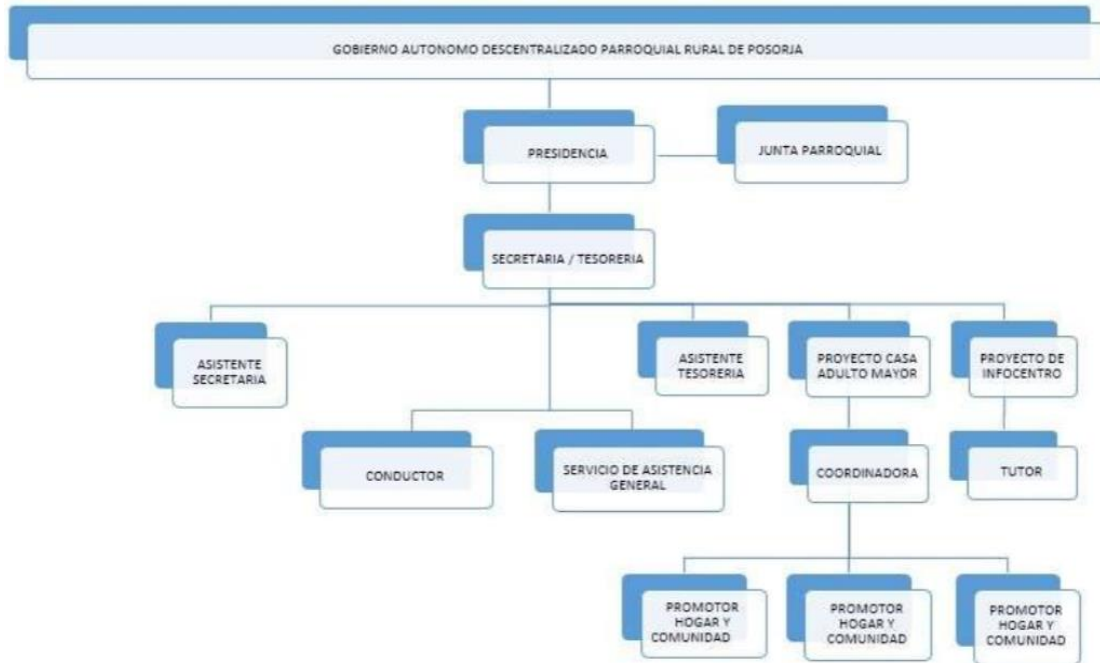 GOBIERNO AUTONOMO DESCENTRALIZADO PARROQUIAL RURAL DE POSORJA
PRESIDENCIA
JUNTA PARROQUIAL
SECRETARIA / TESORERIA
ASISTENTE
SECRETARIA
ASISTENTE
TESORERIA
PROYECTO CASA
ADULTO MAYOR
PROYECTO DE
INFOCENTRO
CONDUCTOR
SERVICIO DE ASISTENCIA
GENERAL
COORDINADORA
TUTOR
PROMOTOR
HOGAR Y
COMUNIDAD
PROMOTOR
HOGAR Y
COMUNIDAD
PROMOTOR
HOGAR Y
COMUNIDAD